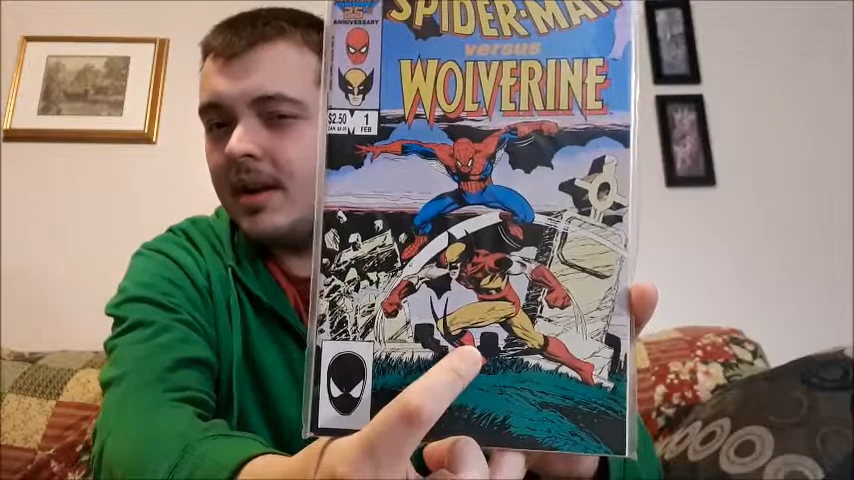 25TH
ANNIVERSARY
SPIDER-MAN
versus
WOLVERINE
$2.50
1
FEB